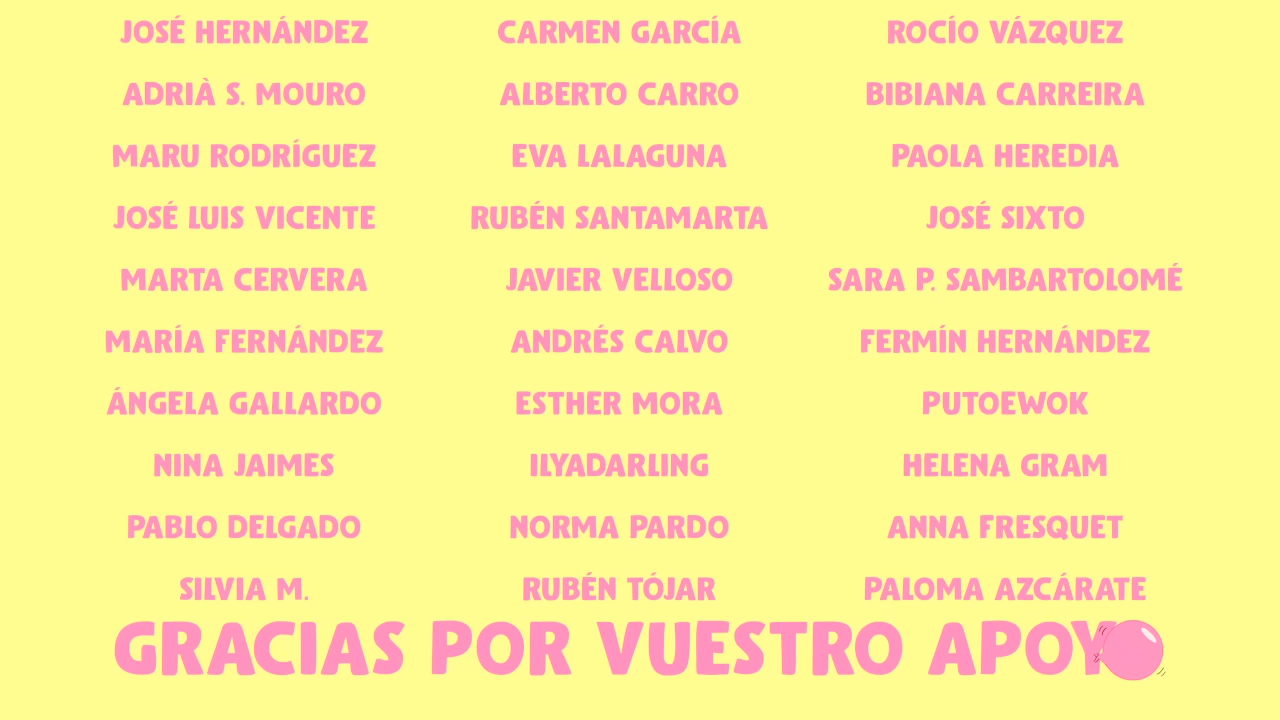 JOSÉ HERNÁNDEZ CARMEN GARCÍA ROCÍO VÁZQUEZ
ADRIÀ S. MOURO ALBERTO CARRO BIBIANA CARREIRA
MARU RODRÍGUEZ EVA LALAGUNA PAOLA HEREDIA
JOSÉ LUIS VICENTE RUBÉN SANTAMARTA JOSÉ SIXTO
MARTA CERVERA JAVIER VELLOSO SARA P. SAMBARTOLOMÉ
MARÍA FERNÁNDEZ ANDRÉS CALVO FERMÍN HERNÁNDEZ
ÁNGELA GALLARDO ESTHER MORA PUTOEWOK
NINA JAIMES ILYADARLING HELENA GRAM
PABLO DELGADO NORMA PARDO ANNA FRESQUET
SILVIA M. RUBÉN TÓJAR PALOMA AZCÁRATE
GRACIAS POR VUESTRO APOYO